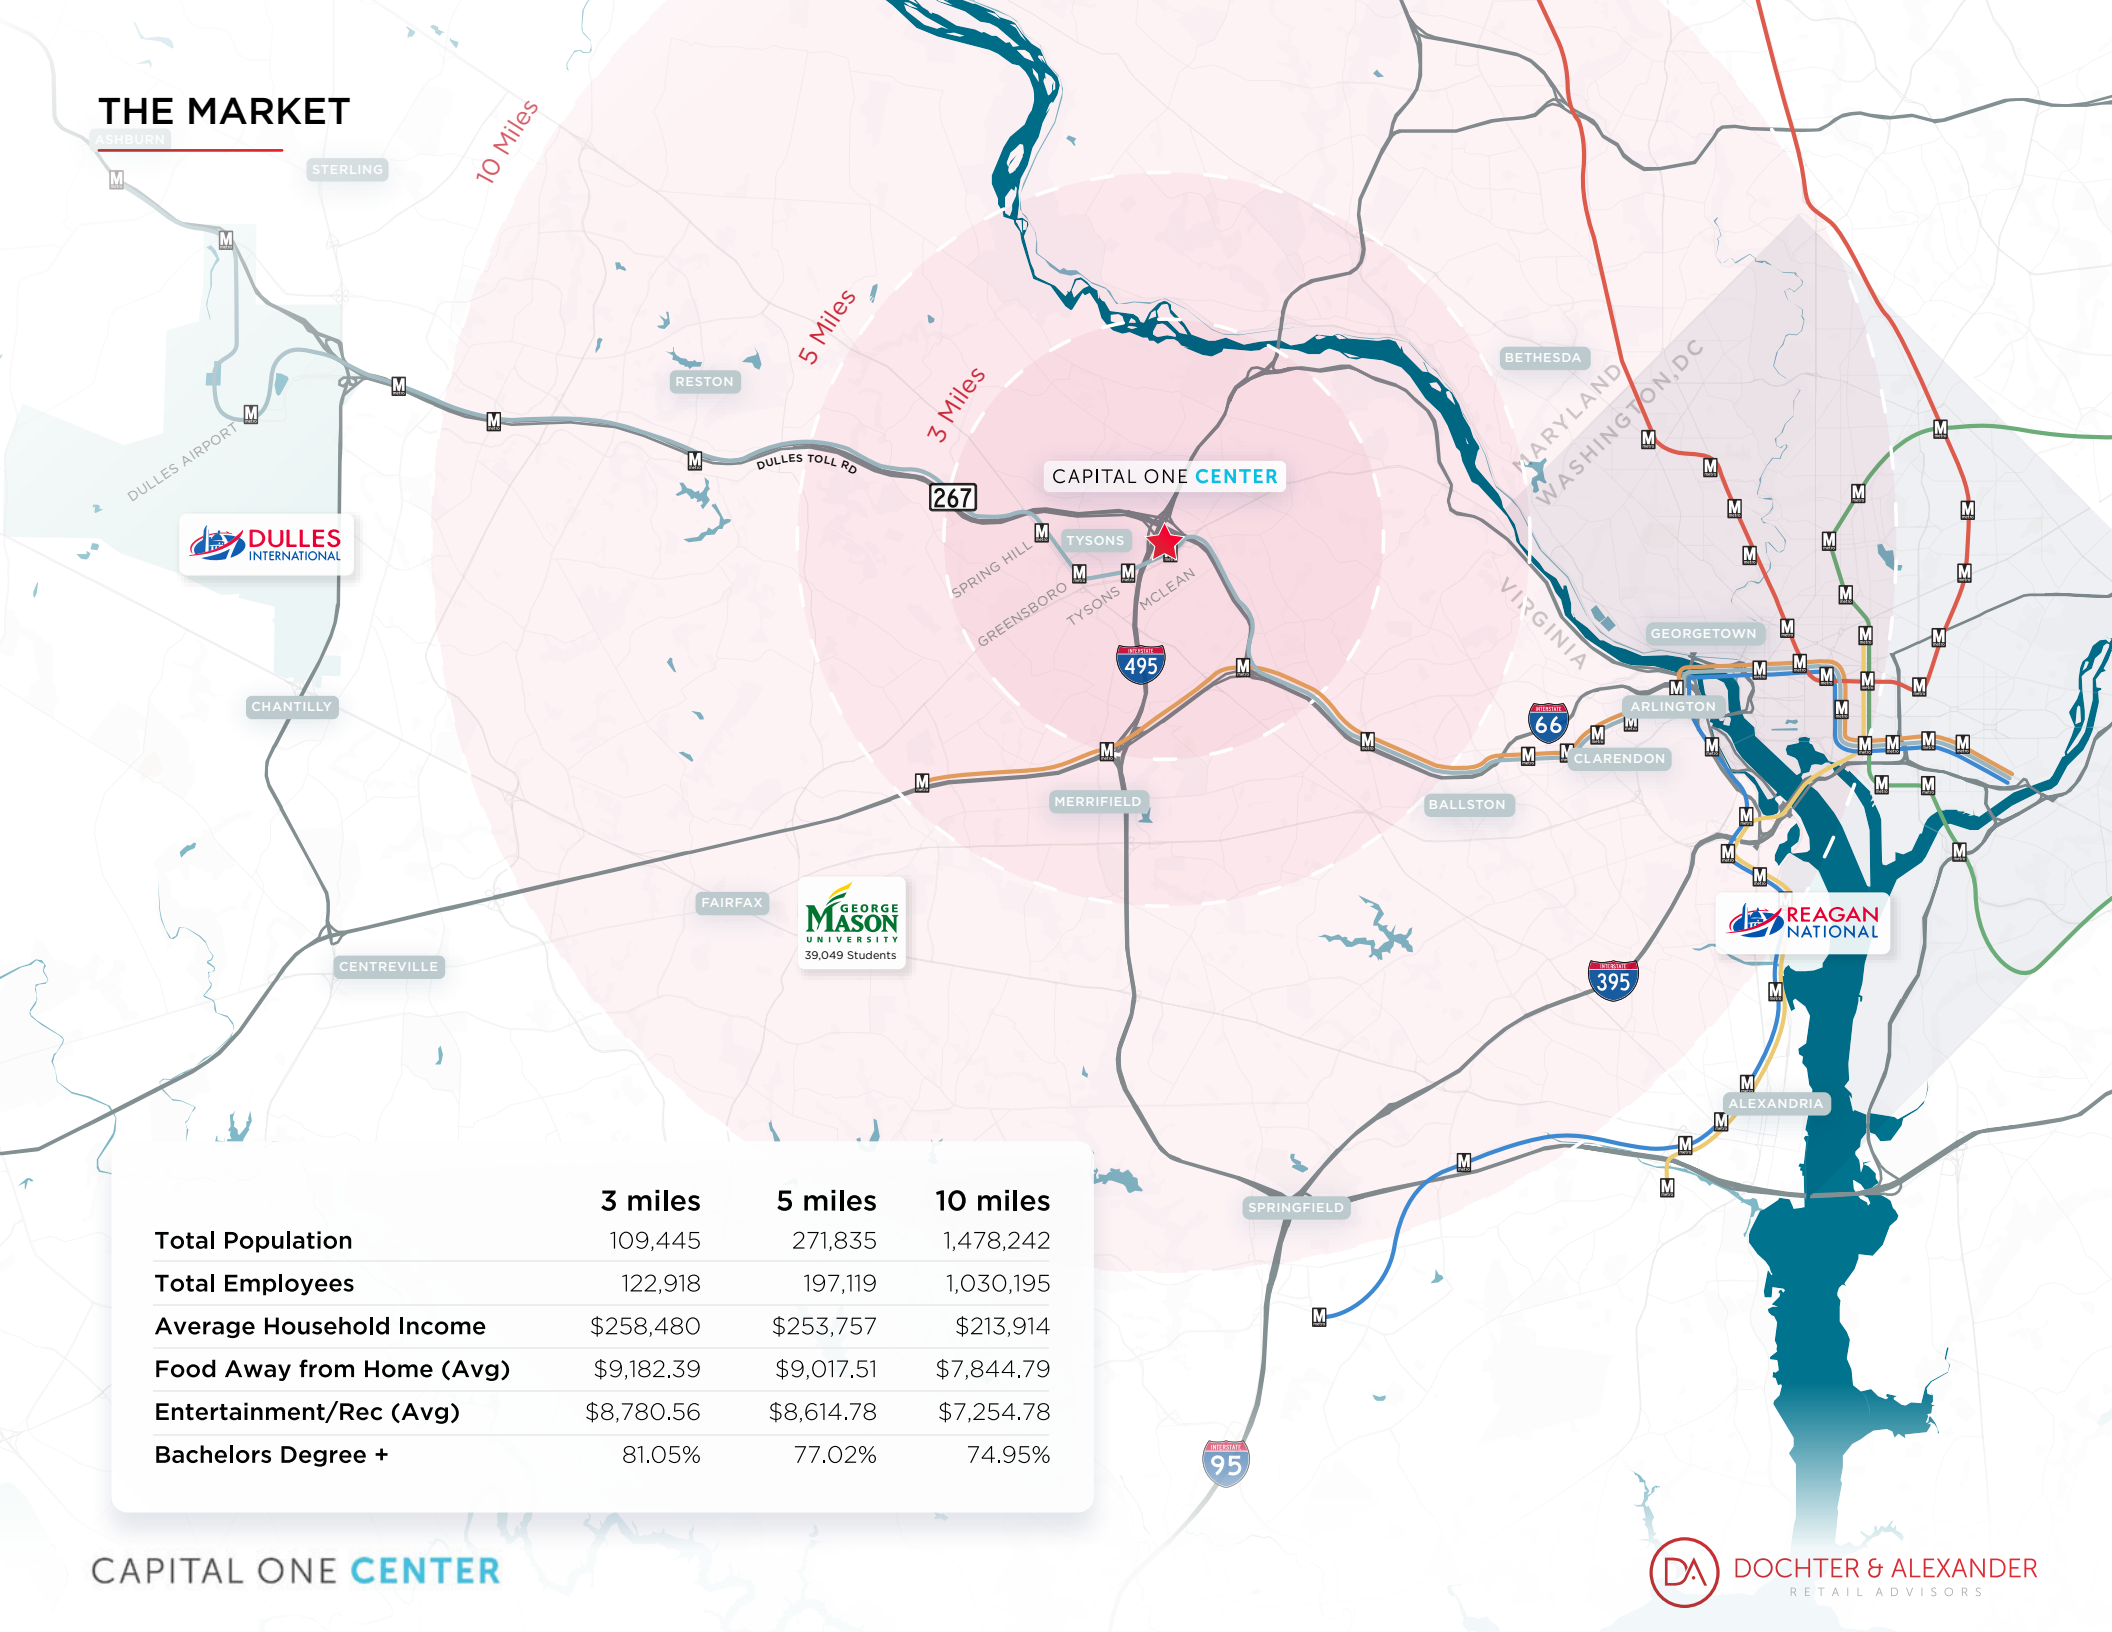 THE MARKET
ASHBURN
STERLING
10 Miles
5 Miles
3 Miles
RESTON
BETHESDA
MARYLAND
WASHINGTON, DC
DULLES TOLL RD
267
CAPITAL ONE CENTER
DULLES AIRPORT
DULLES
INTERNATIONAL
TYSONS
SPRING HILL
GREENSBORO
TYSONS
MCLEAN
VIRGINIA
GEORGETOWN
INTERSTATE
495
CHANTILLY
ARLINGTON
INTERSTATE
66
CLARENDON
MERRIFIELD
BALLSTON
FAIRFAX
GEORGE
MASON
UNIVERSITY
39,049 Students
REAGAN
NATIONAL
CENTREVILLE
INTERSTATE
395
ALEXANDRIA
SPRINGFIELD
3 miles 5 miles 10 miles
Total Population 109,445 271,835 1,478,242
Total Employees 122,918 197,119 1,030,195
Average Household Income $258,480 $253,757 $213,914
Food Away from Home (Avg) $9,182.39 $9,017.51 $7,844.79
Entertainment/Rec (Avg) $8,780.56 $8,614.78 $7,254.78
Bachelors Degree + 81.05% 77.02% 74.95%
INTERSTATE
95
CAPITAL ONE CENTER
DA
DOCHTER & ALEXANDER
RETAIL ADVISORS